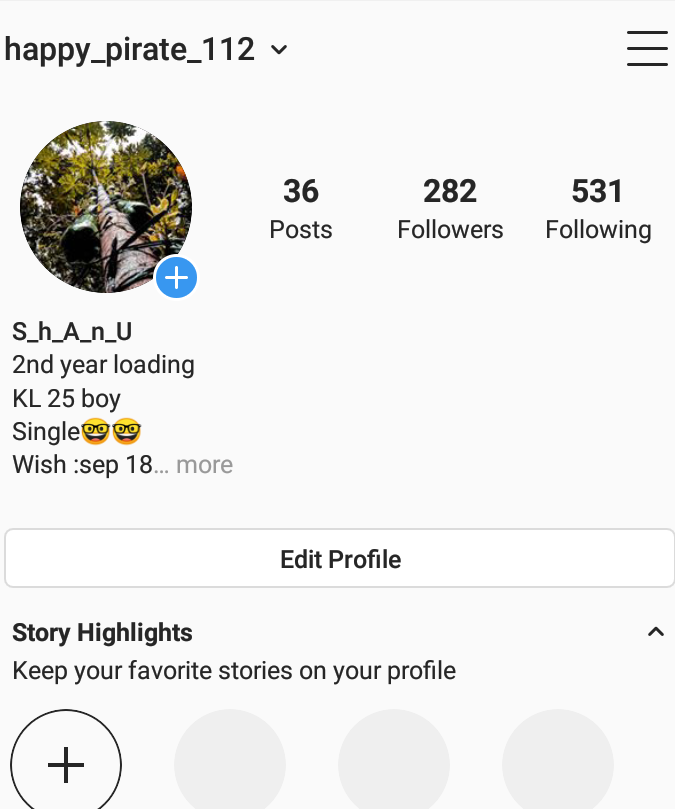 happy_pirate_112
36 282 531
Posts Followers Following
S_h_A_n_U
2nd year loading
KL 25 boy
Single🤓🤓
Wish :sep 18... more
Edit Profile
Story Highlights
Keep your favorite stories on your profile